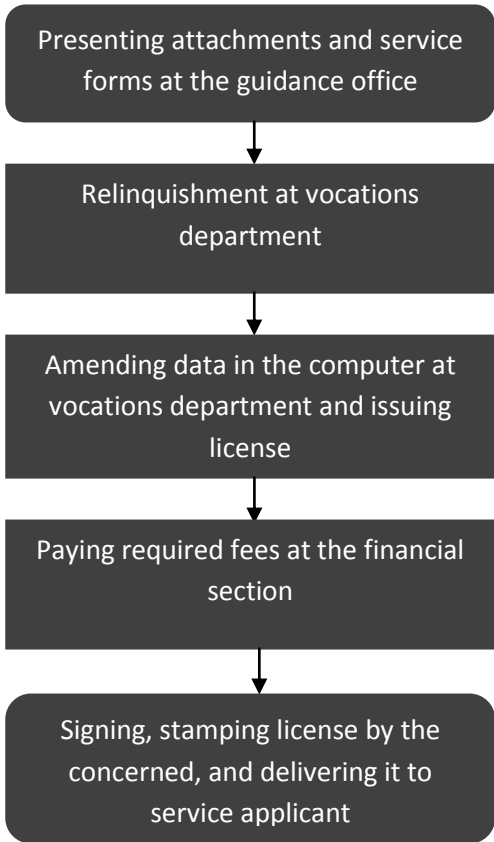 Presenting attachments and service
forms at the guidance office
Relinquishment at vocations
department
Amending data in the computer at
vocations department and issuing
license
Paying required fees at the financial
section
Signing, stamping license by the
concerned, and delivering it to
service applicant